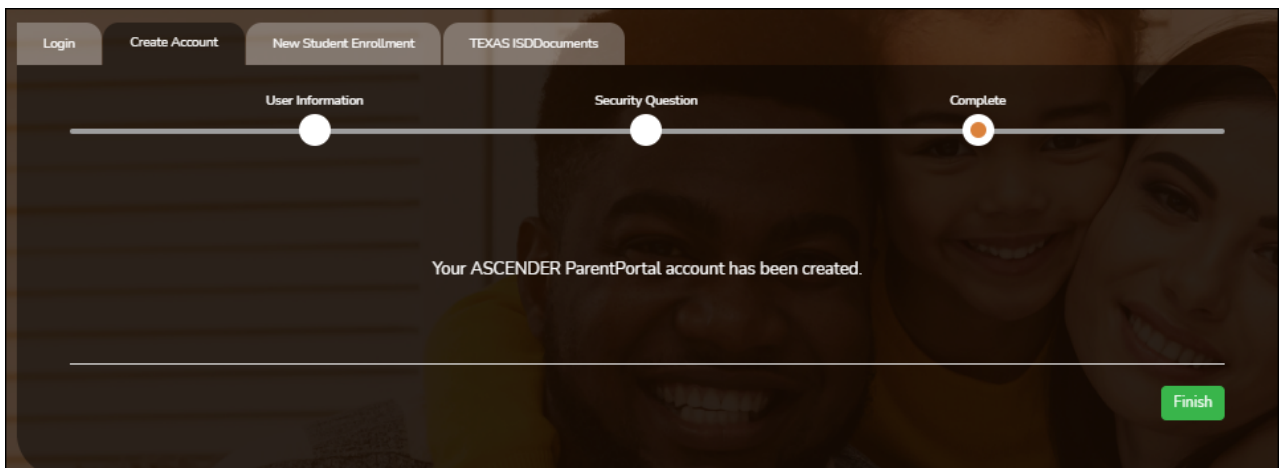 Login Create Account New Student Enrollment TEXAS ISDDocuments
User Information Security Question Complete
Your ASCENDER ParentPortal account has been created.
Finish